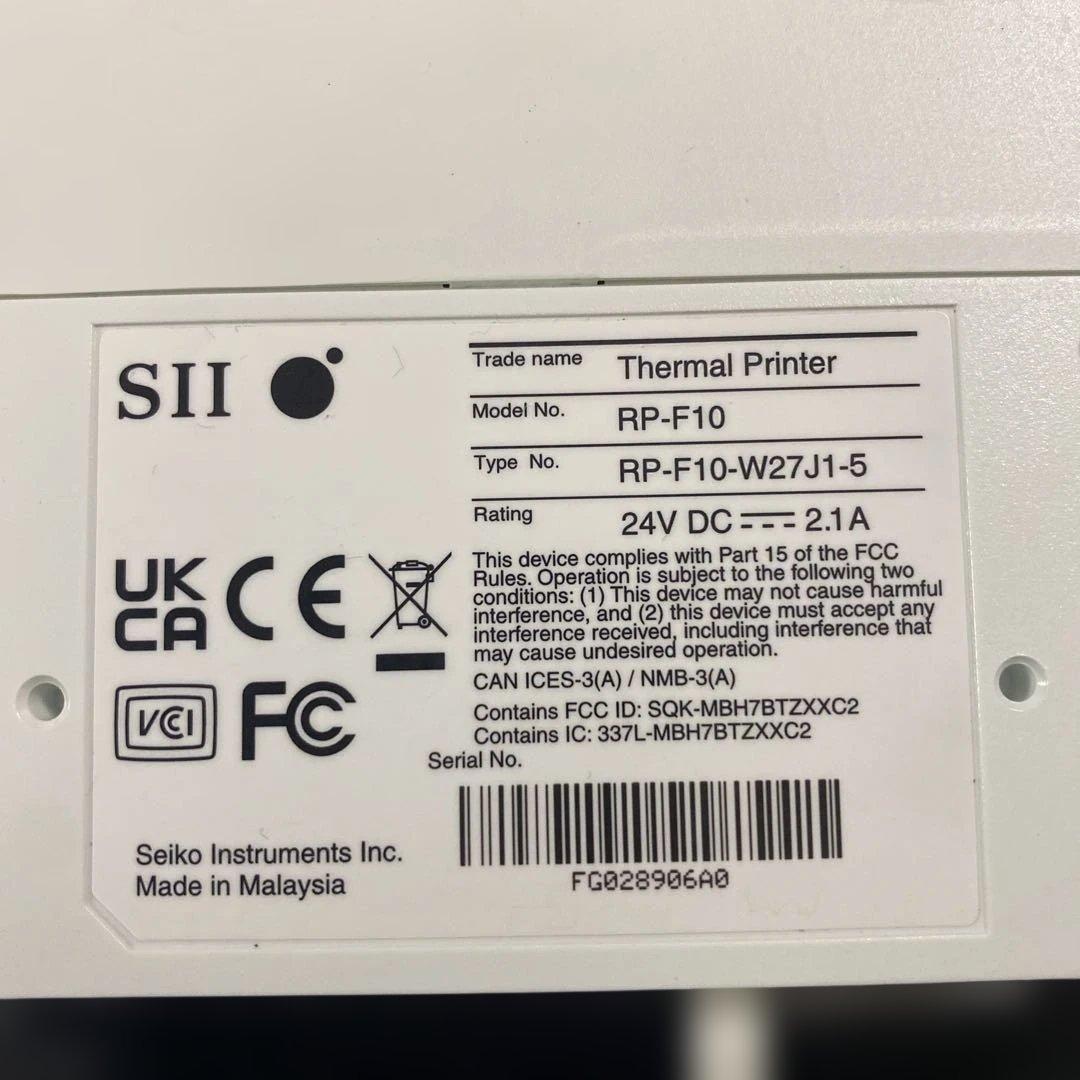 SII
Trade name Thermal Printer
Model No. RP-F10
Type No. RP-F10-W27J1-5
Rating 24V DC 2.1A
This device complies with Part 15 of the FCC
Rules. Operation is subject to the following two
conditions: (1) This device may not cause harmful
interference, and (2) this device must accept any
interference received, including interference that
may cause undesired operation.
CAN ICES-3(A) / NMB-3(A)
Contains FCC ID: SQK-MBH7BTZXXC2
Contains IC: 337L-MBH7BTZXXC2
UK
CA
CE
VCI
FC
Serial No.
FG028906A0
Seiko Instruments Inc.
Made in Malaysia